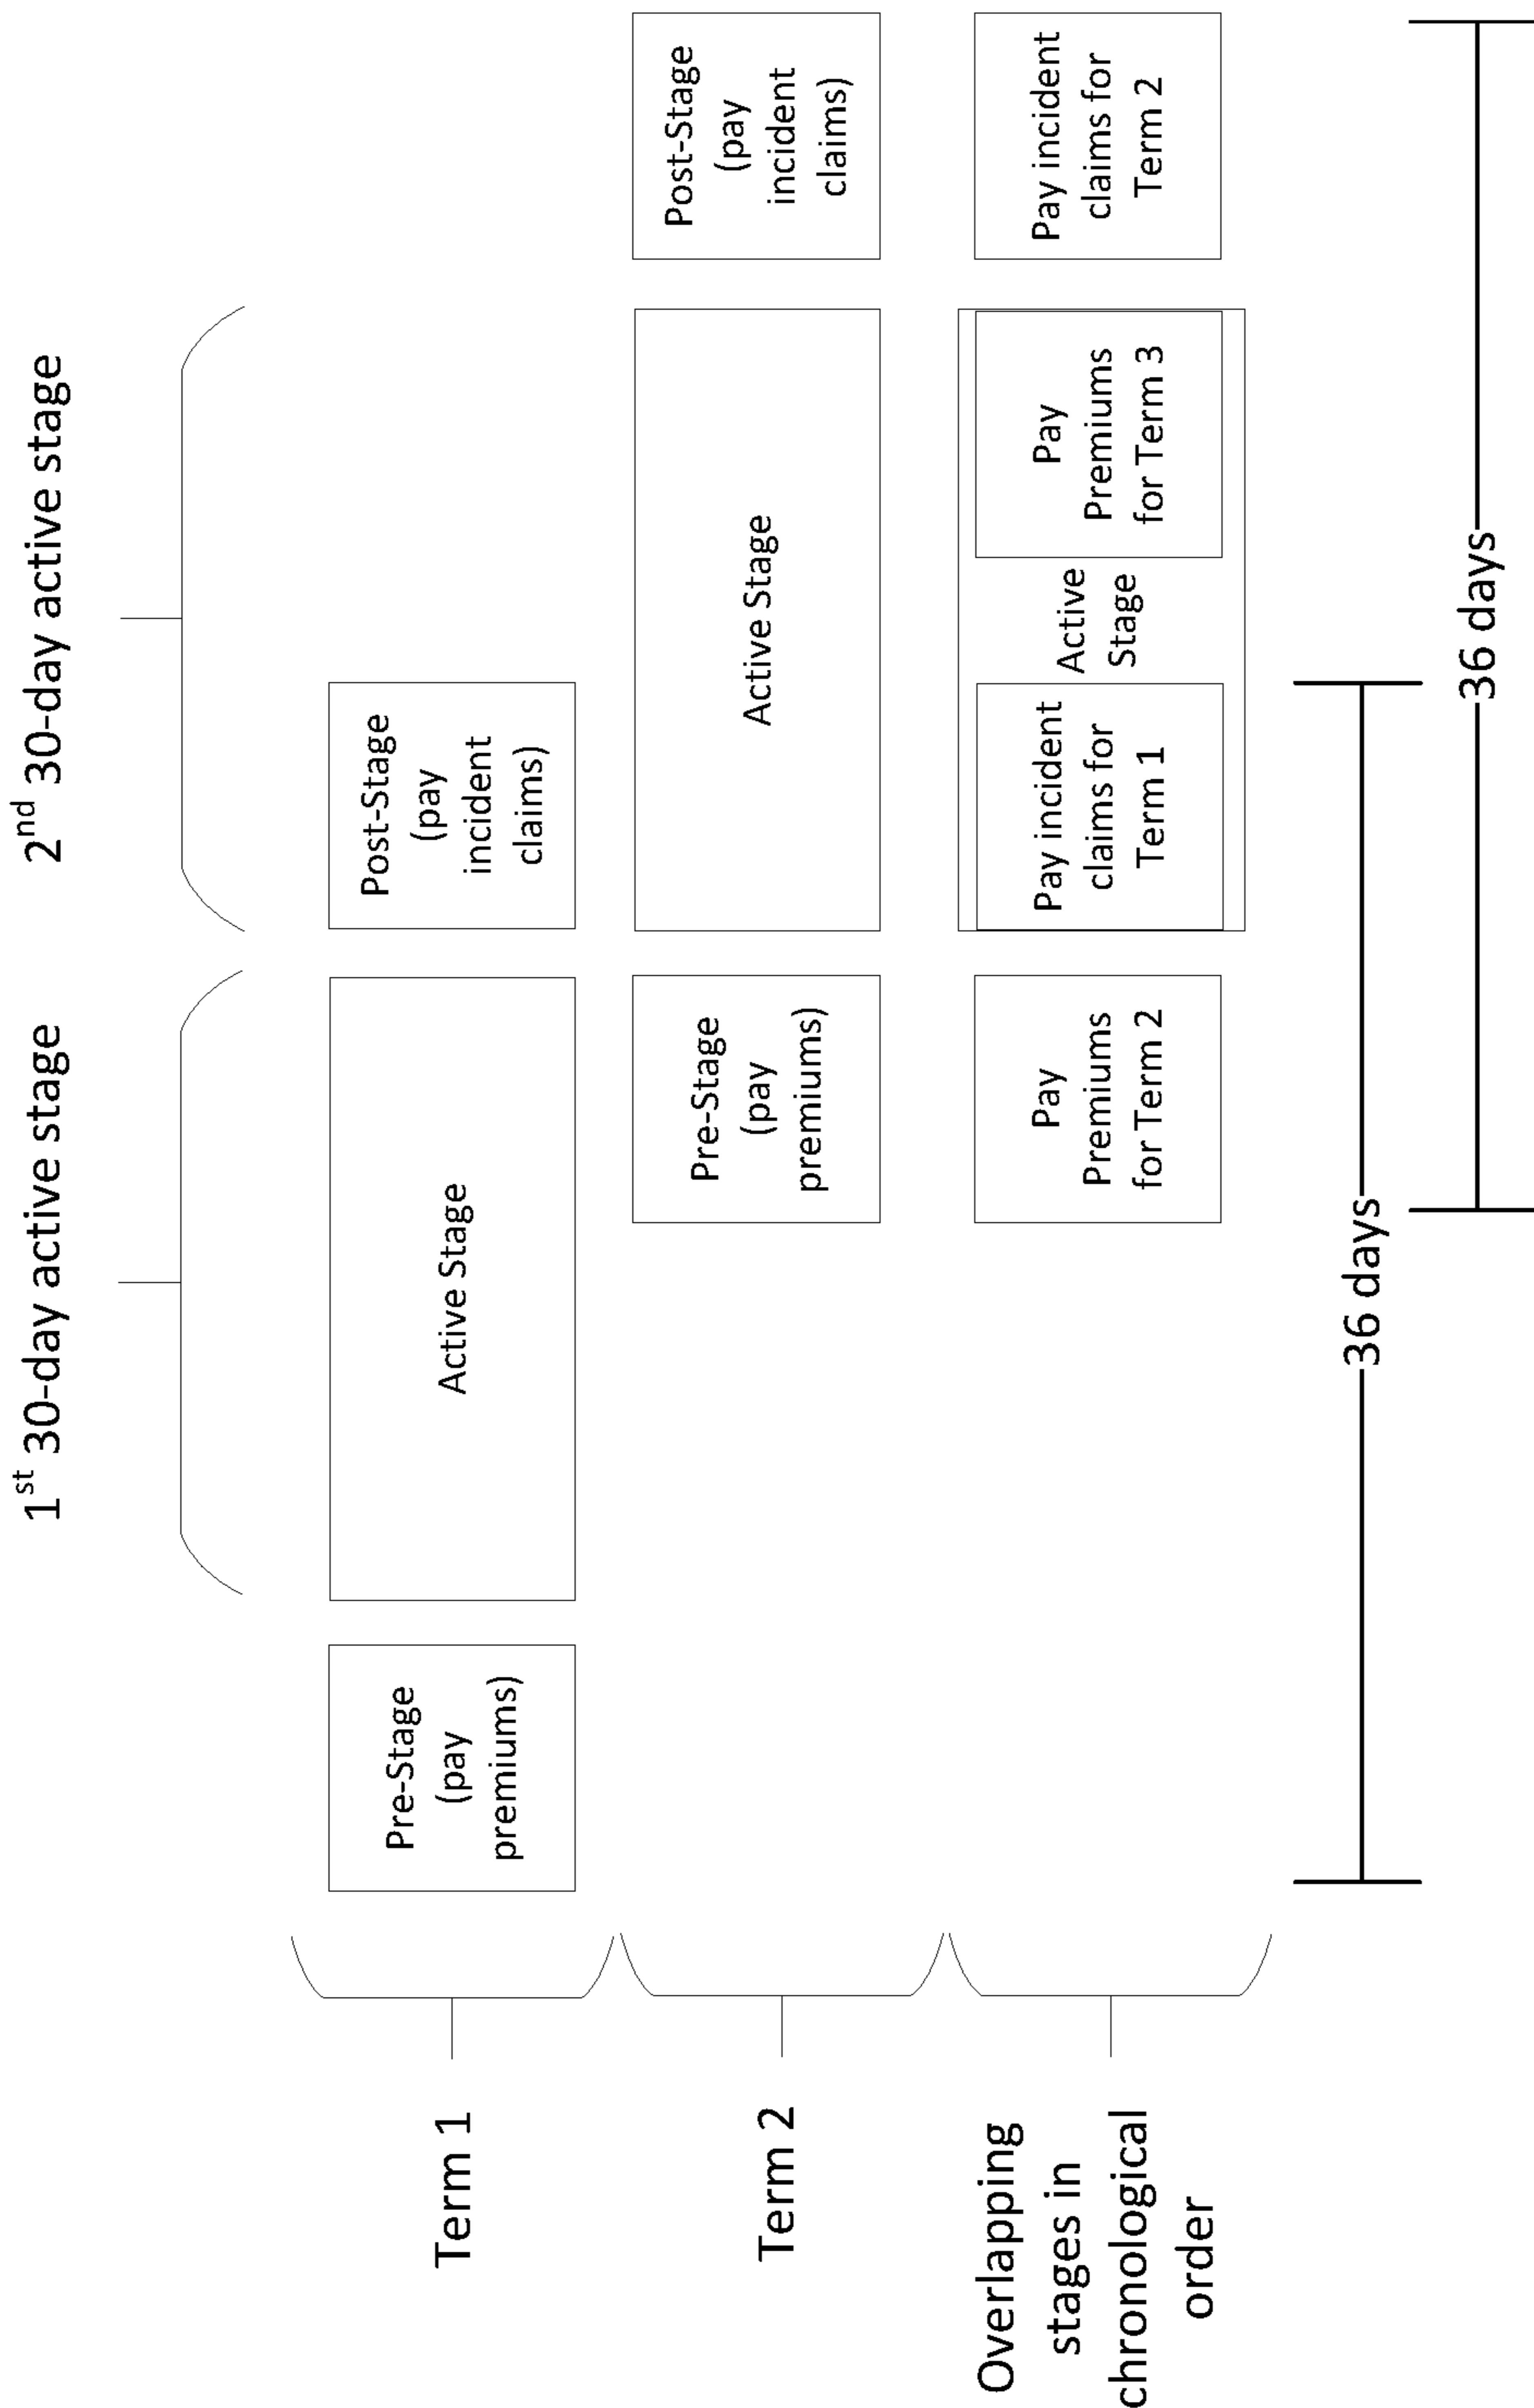 1st 30-day active stage
2nd 30-day active stage
Term 1
Pre-Stage
(pay
premiums)
Active Stage
Post-Stage
(pay
incident
claims)
Term 2
Pre-Stage
(pay
premiums)
Active Stage
Post-Stage
(pay
incident
claims)
Overlapping
stages in
chronological
order
Pay
Premiums
for Term 2
Pay incident
claims for
Term 1
Active
Stage
Pay
Premiums
for Term 3
Pay incident
claims for
Term 2
36 days
36 days